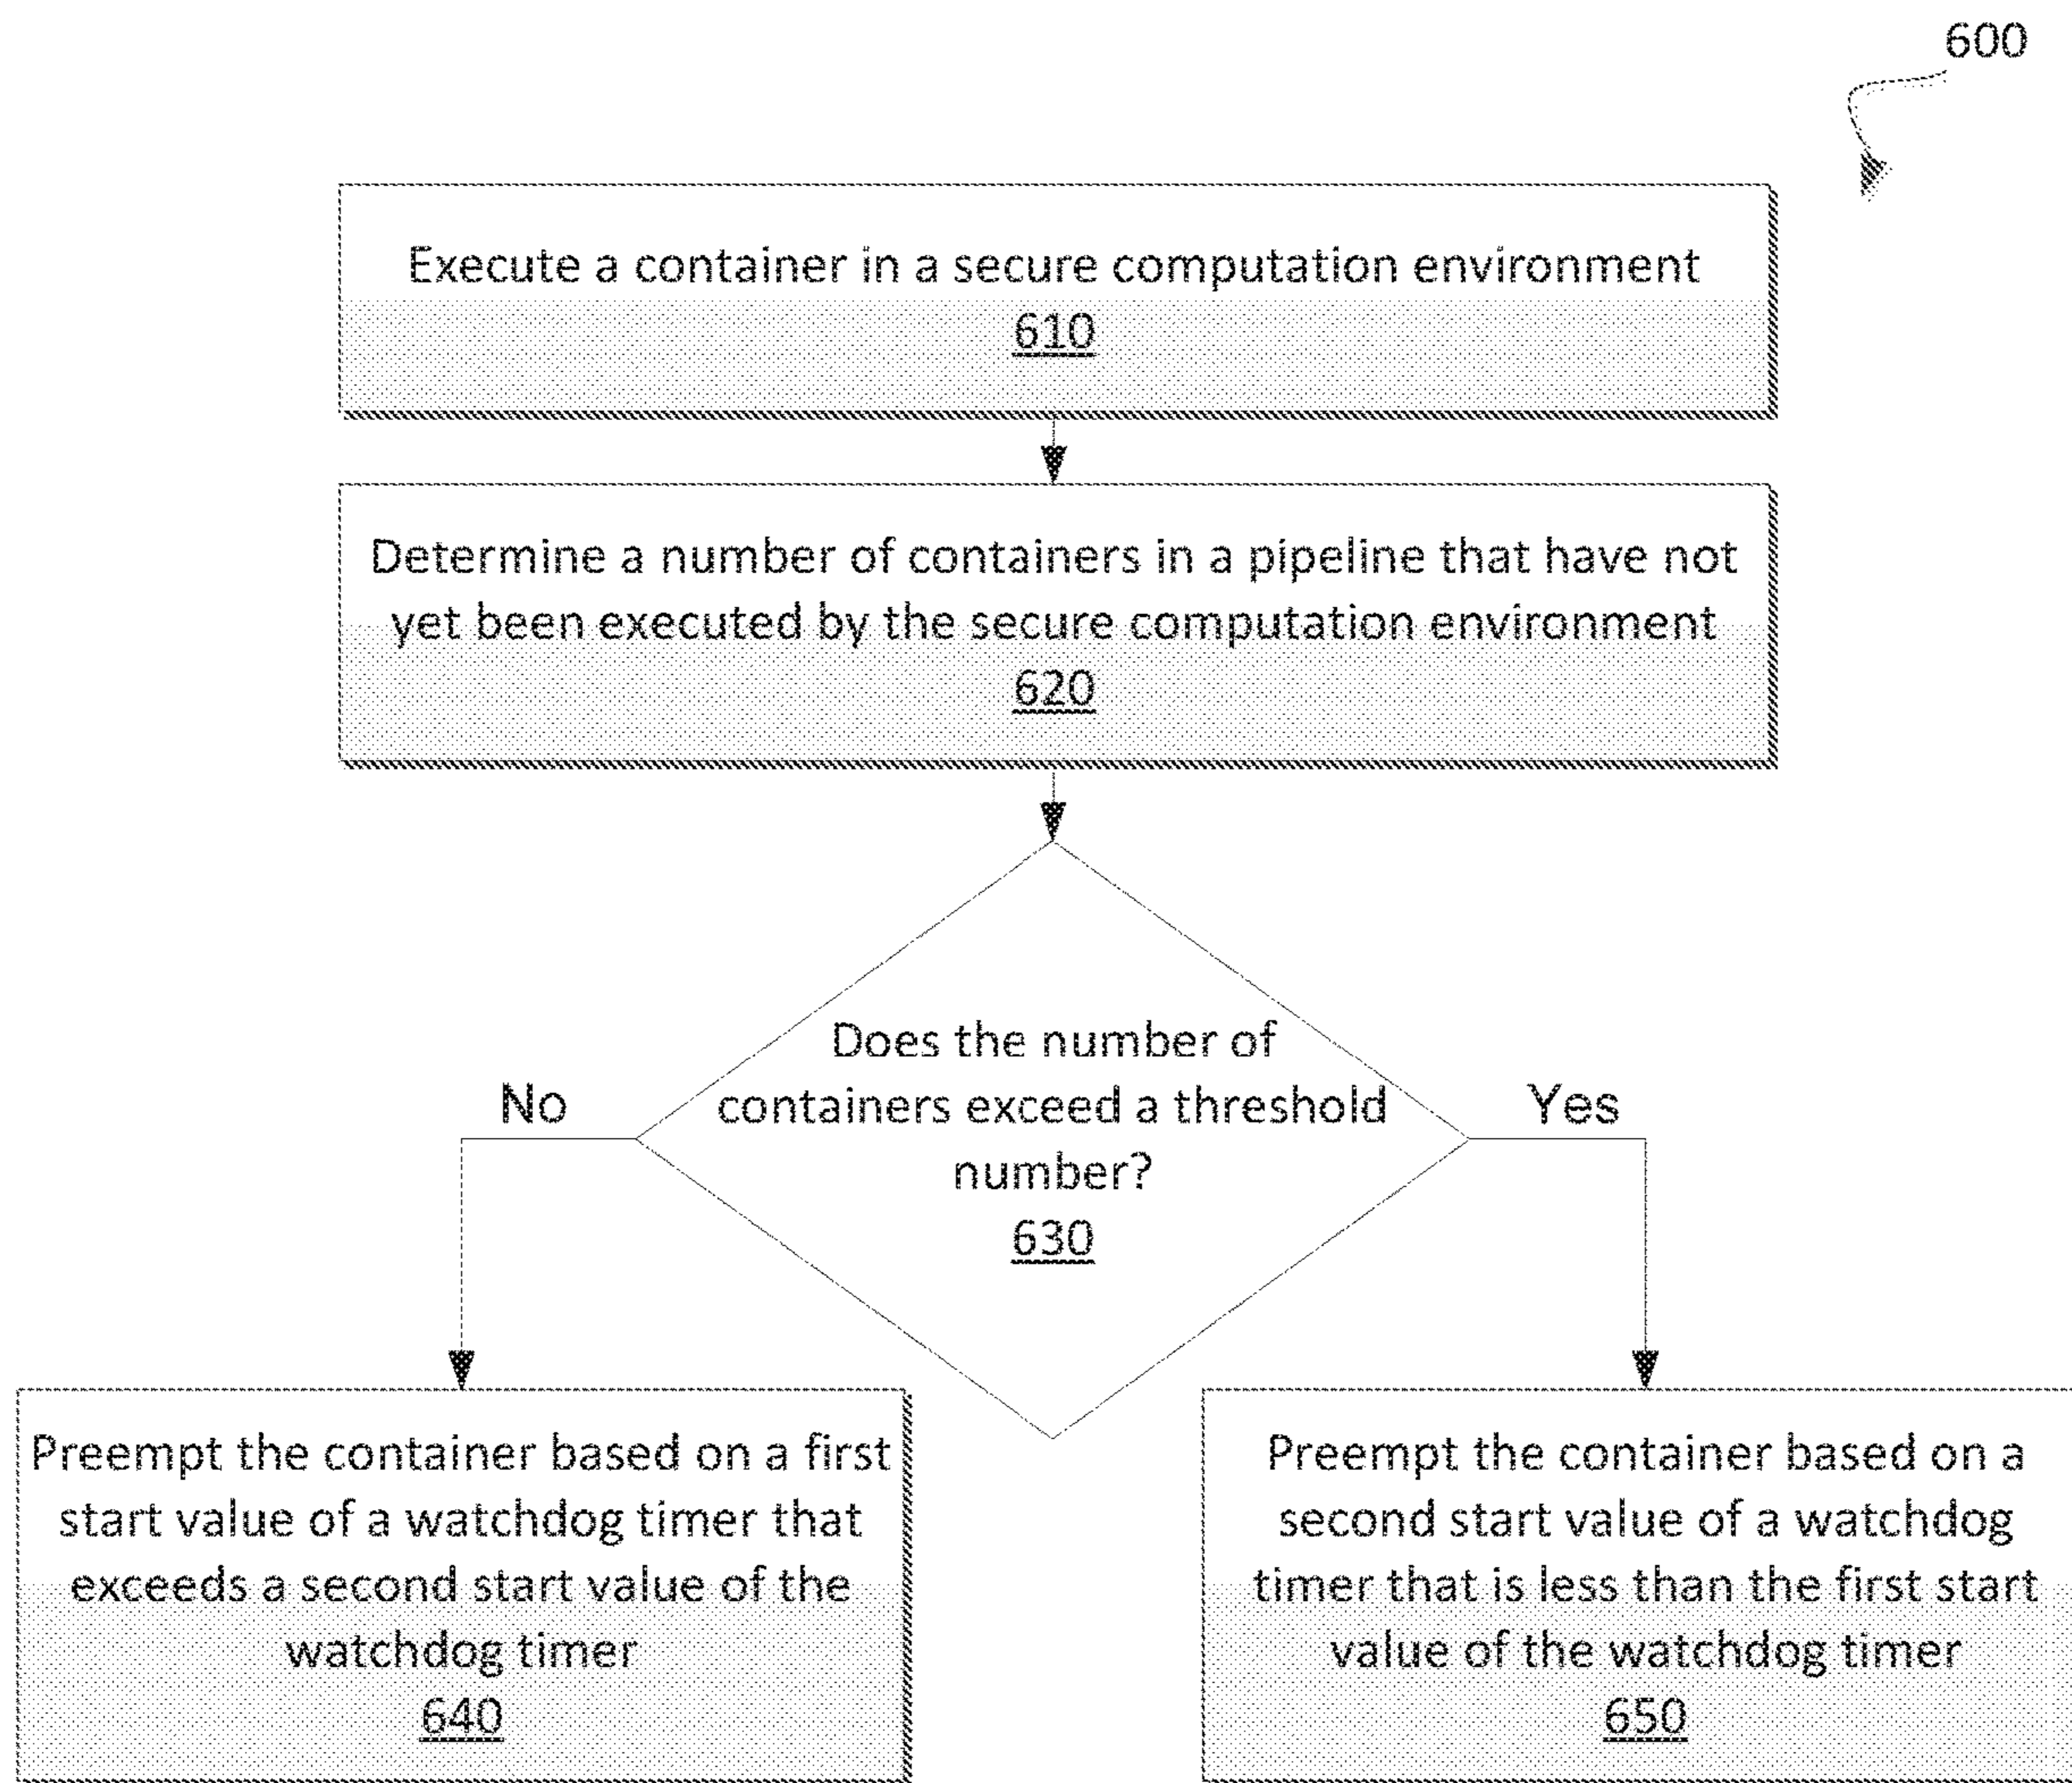 600
Execute a container in a secure computation environment
610
Determine a number of containers in a pipeline that have not
yet been executed by the secure computation environment
620
Does the number of
containers exceed a threshold
number?
630
No
Yes
Preempt the container based on a first
start value of a watchdog timer that
exceeds a second start value of the
watchdog timer
640
Preempt the container based on a
second start value of a watchdog
timer that is less than the first start
value of the watchdog timer
650